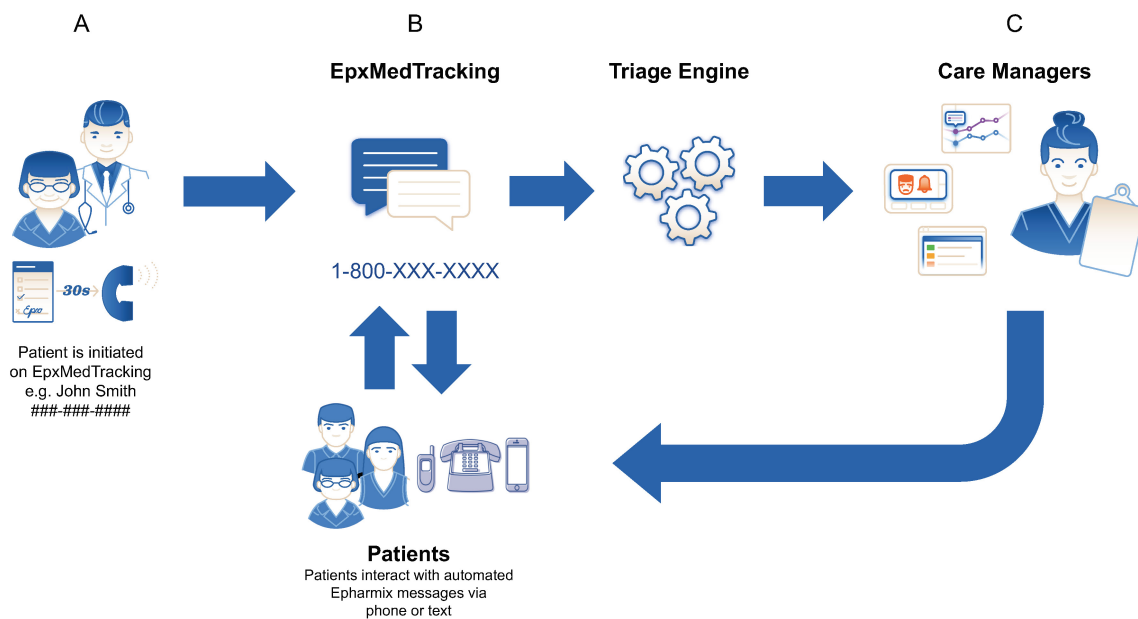 A
B
C
EpxMedTracking
Triage Engine
Care Managers
30s
Epx
1-800-XXX-XXXX
Patient is initiated
on EpxMedTracking
e.g. John Smith
###-###-####
Patients
Patients interact with automated
Epharmix messages via
phone or text